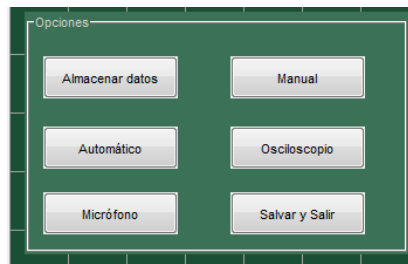 Opciones
Almacenar datos
Manual
Automático
Osciloscopio
Micrófono
Salvar y Salir